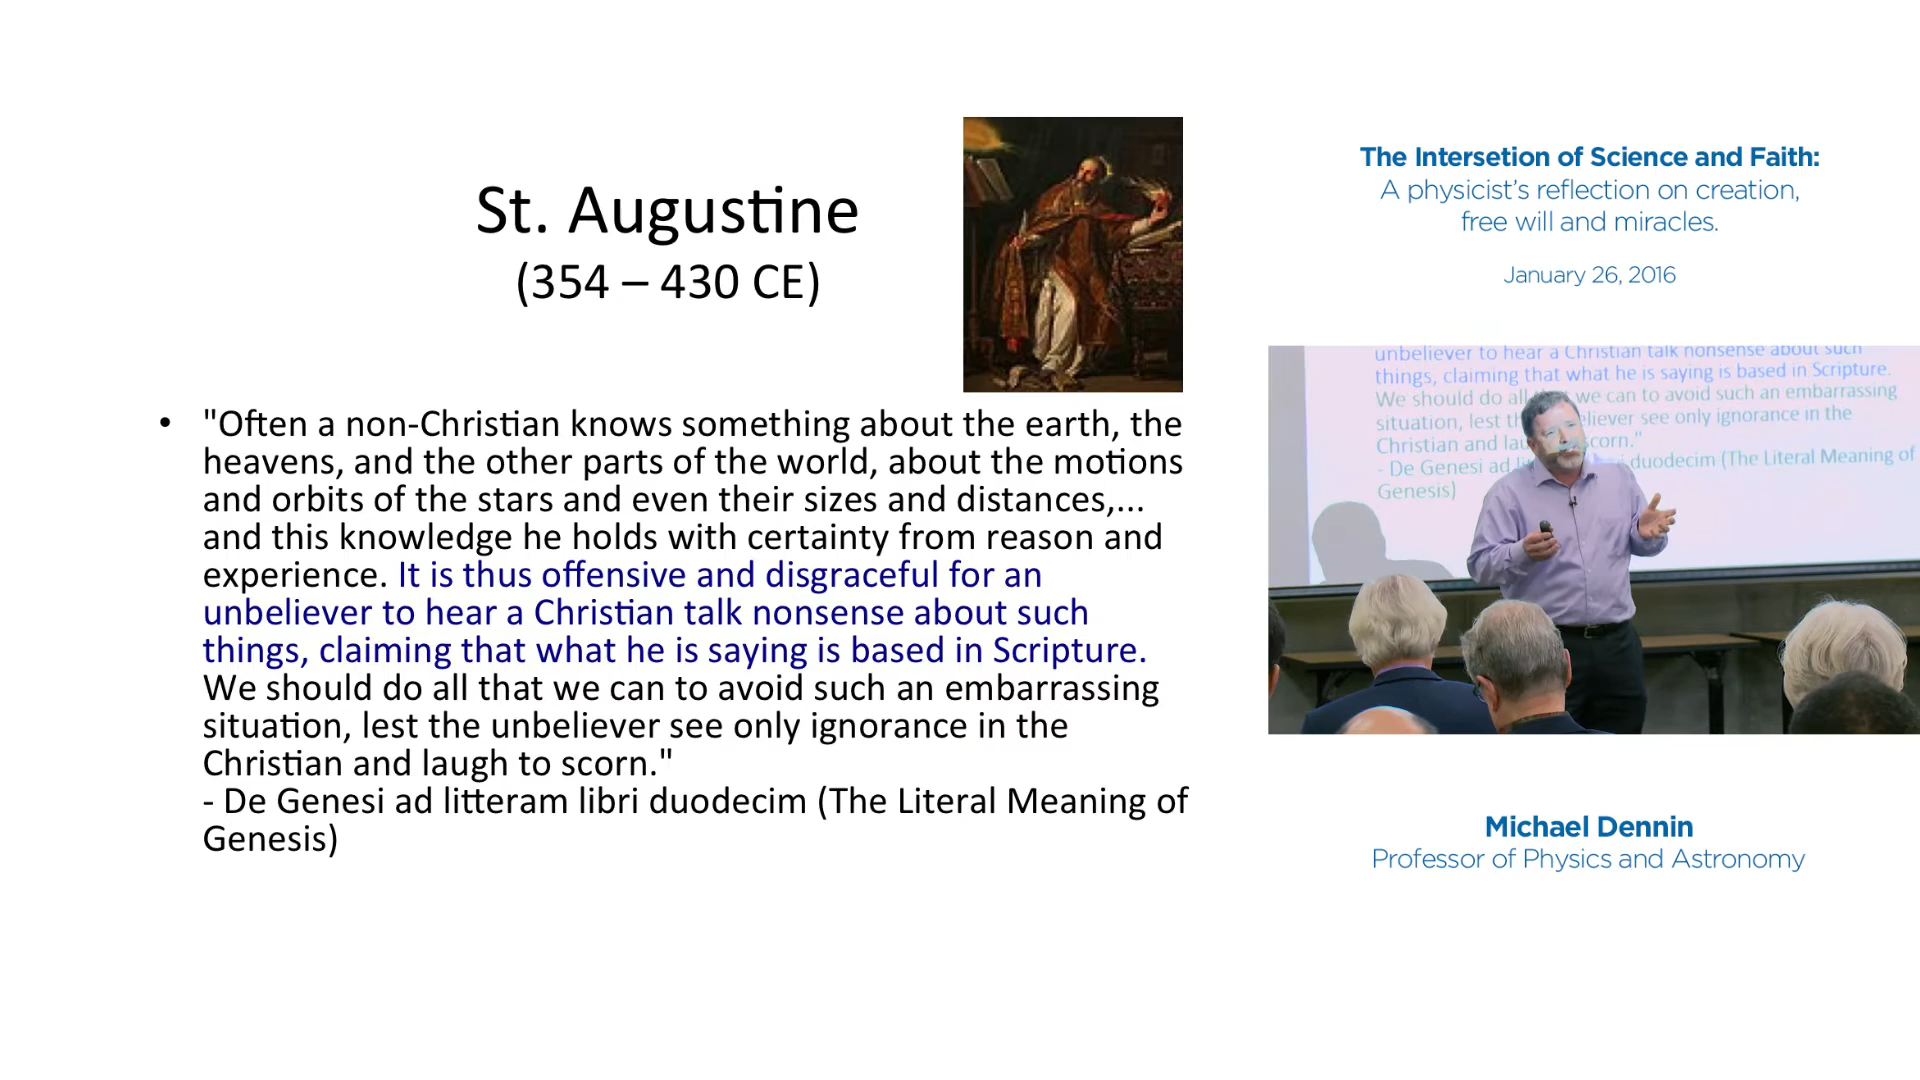 St. Augustine
(354 – 430 CE)
• "Often a non-Christian knows something about the earth, the
heavens, and the other parts of the world, about the motions
and orbits of the stars and even their sizes and distances,...
and this knowledge he holds with certainty from reason and
experience. It is thus offensive and disgraceful for an
unbeliever to hear a Christian talk nonsense about such
things, claiming that what he is saying is based in Scripture.
We should do all that we can to avoid such an embarrassing
situation, lest the unbeliever see only ignorance in the
Christian and laugh to scorn."
- De Genesi ad litteram libri duodecim (The Literal Meaning of
Genesis)
The Intersetion of Science and Faith:
A physicist's reflection on creation,
free will and miracles.
January 26, 2016
unbeliever to hear a Christian talk nonsense about such
things, claiming that what he is saying is based in Scripture.
We should do all we can to avoid such an embarrassing
situation, lest see only ignorance in the
Christian and scorn."
- De Genesi ad duodecim (The Literal Meaning of
Genesis)
Michael Dennin
Professor of Physics and Astronomy